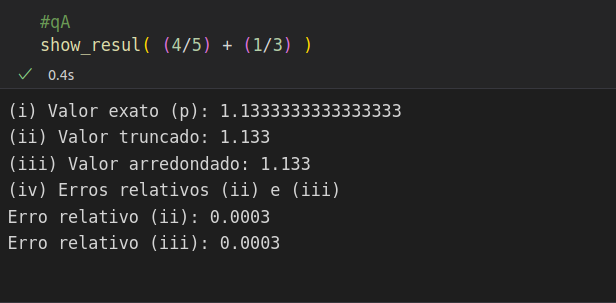 #qA
show_resul( (4/5) + (1/3) )
0.4s
(i) Valor exato (p): 1.1333333333333333
(ii) Valor truncado: 1.133
(iii) Valor arredondado: 1.133
(iv) Erros relativos (ii) e (iii)
Erro relativo (ii): 0.0003
Erro relativo (iii): 0.0003